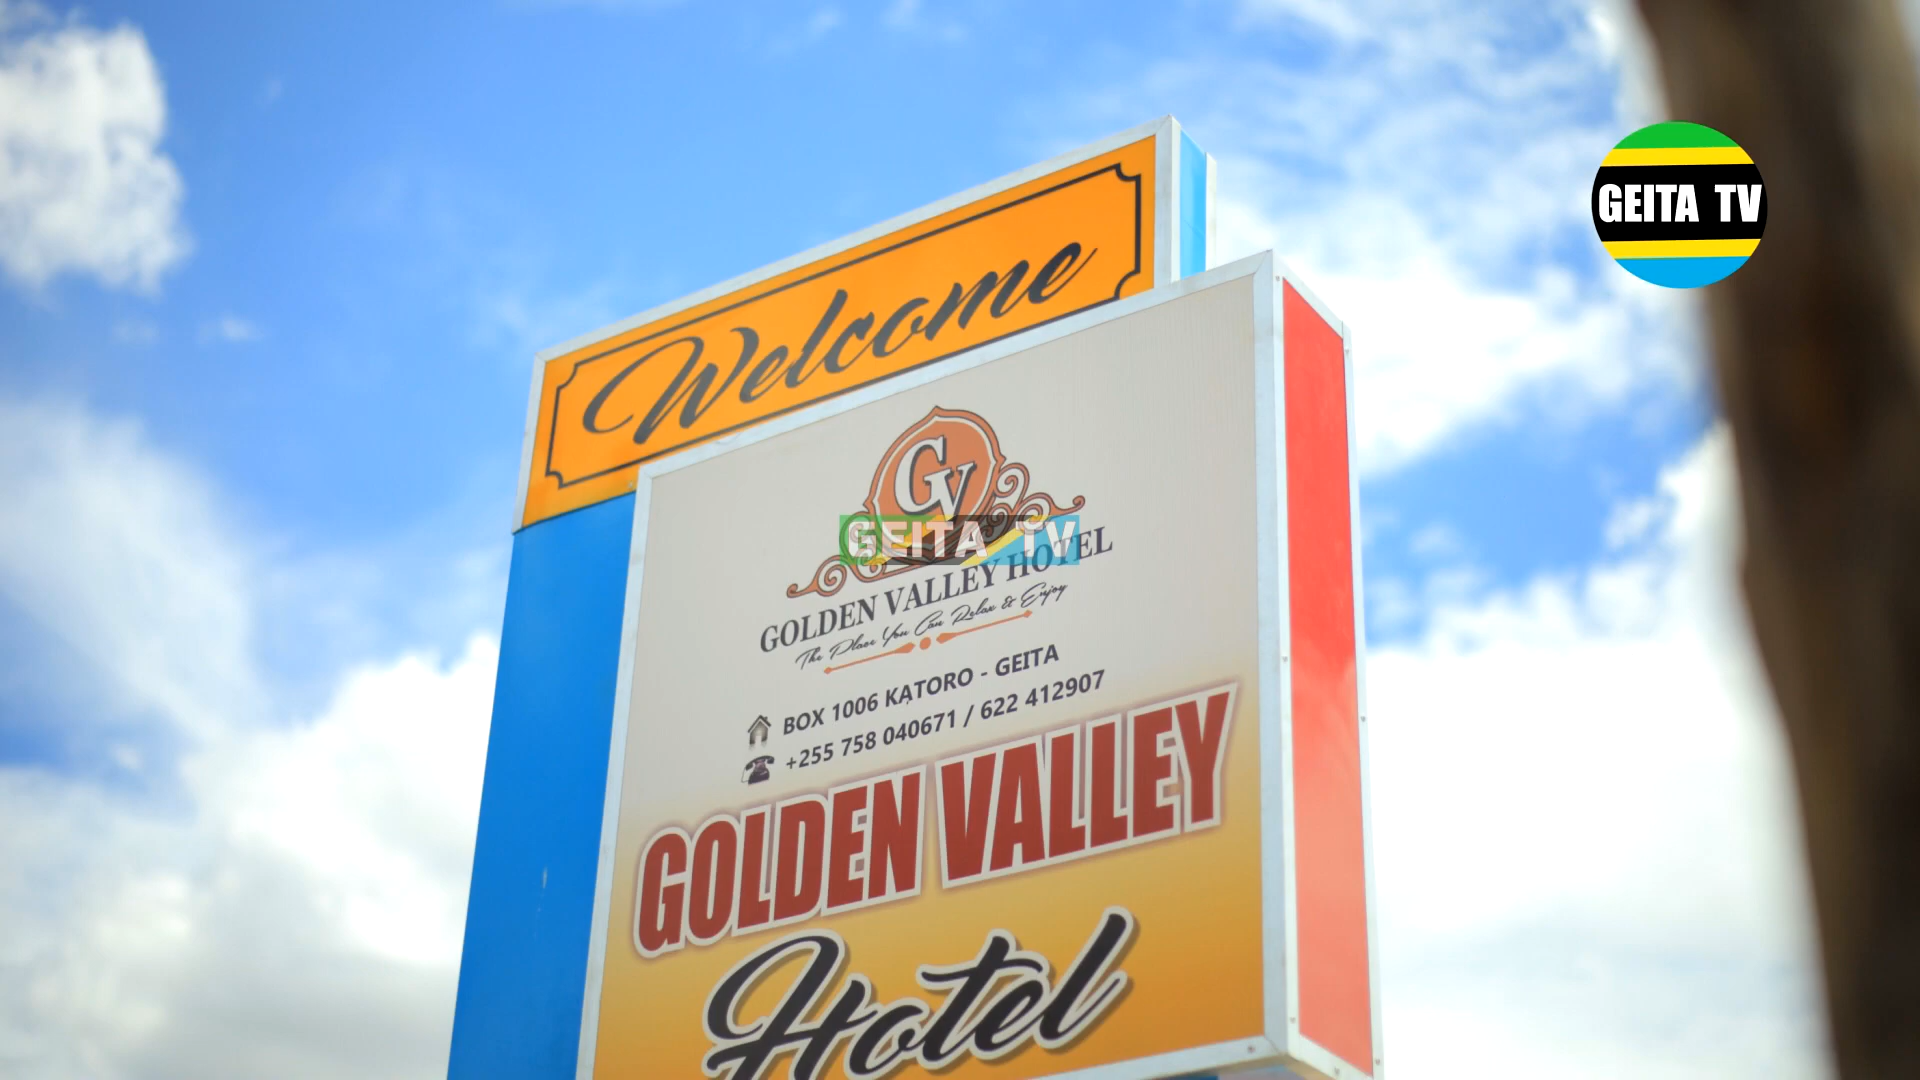 GEITA TV
Welcome
GV
GEITA TV
GOLDEN VALLEY HOTEL
The Place You Can Relax & Enjoy
BOX 1006 KATORO - GEITA
+255 758 040671 / 622 412907
GOLDEN VALLEY
Hotel